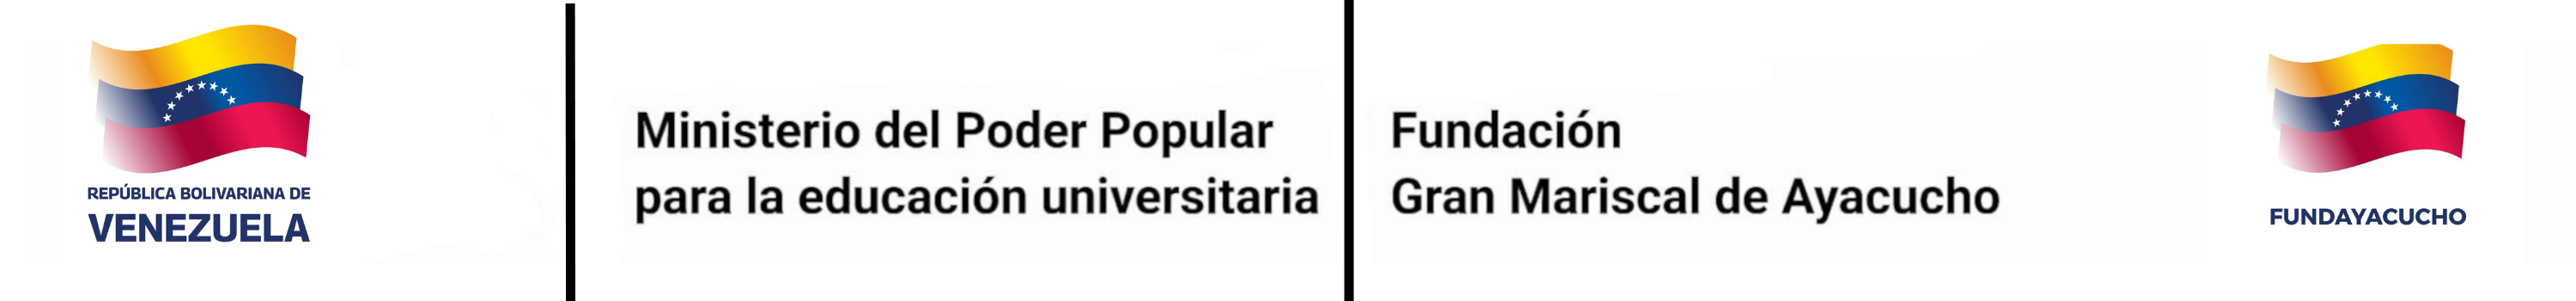 REPÚBLICA BOLIVARIANA DE
VENEZUELA
Ministerio del Poder Popular
para la educación universitaria
Fundación
Gran Mariscal de Ayacucho
FUNDAYACUCHO